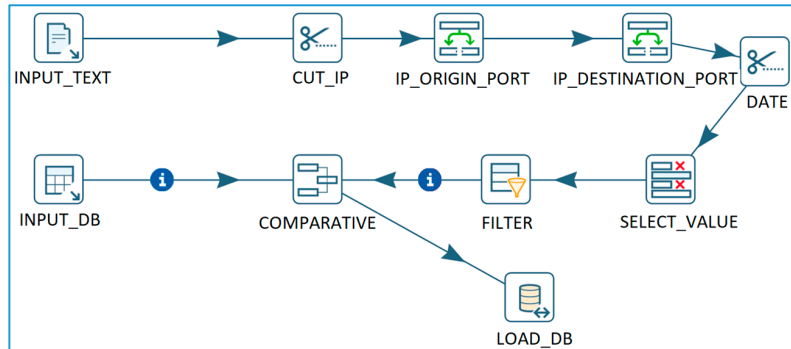 INPUT_TEXT
CUT_IP
IP_ORIGIN_PORT
IP_DESTINATION_PORT
DATE
INPUT_DB
COMPARATIVE
FILTER
SELECT_VALUE
LOAD_DB